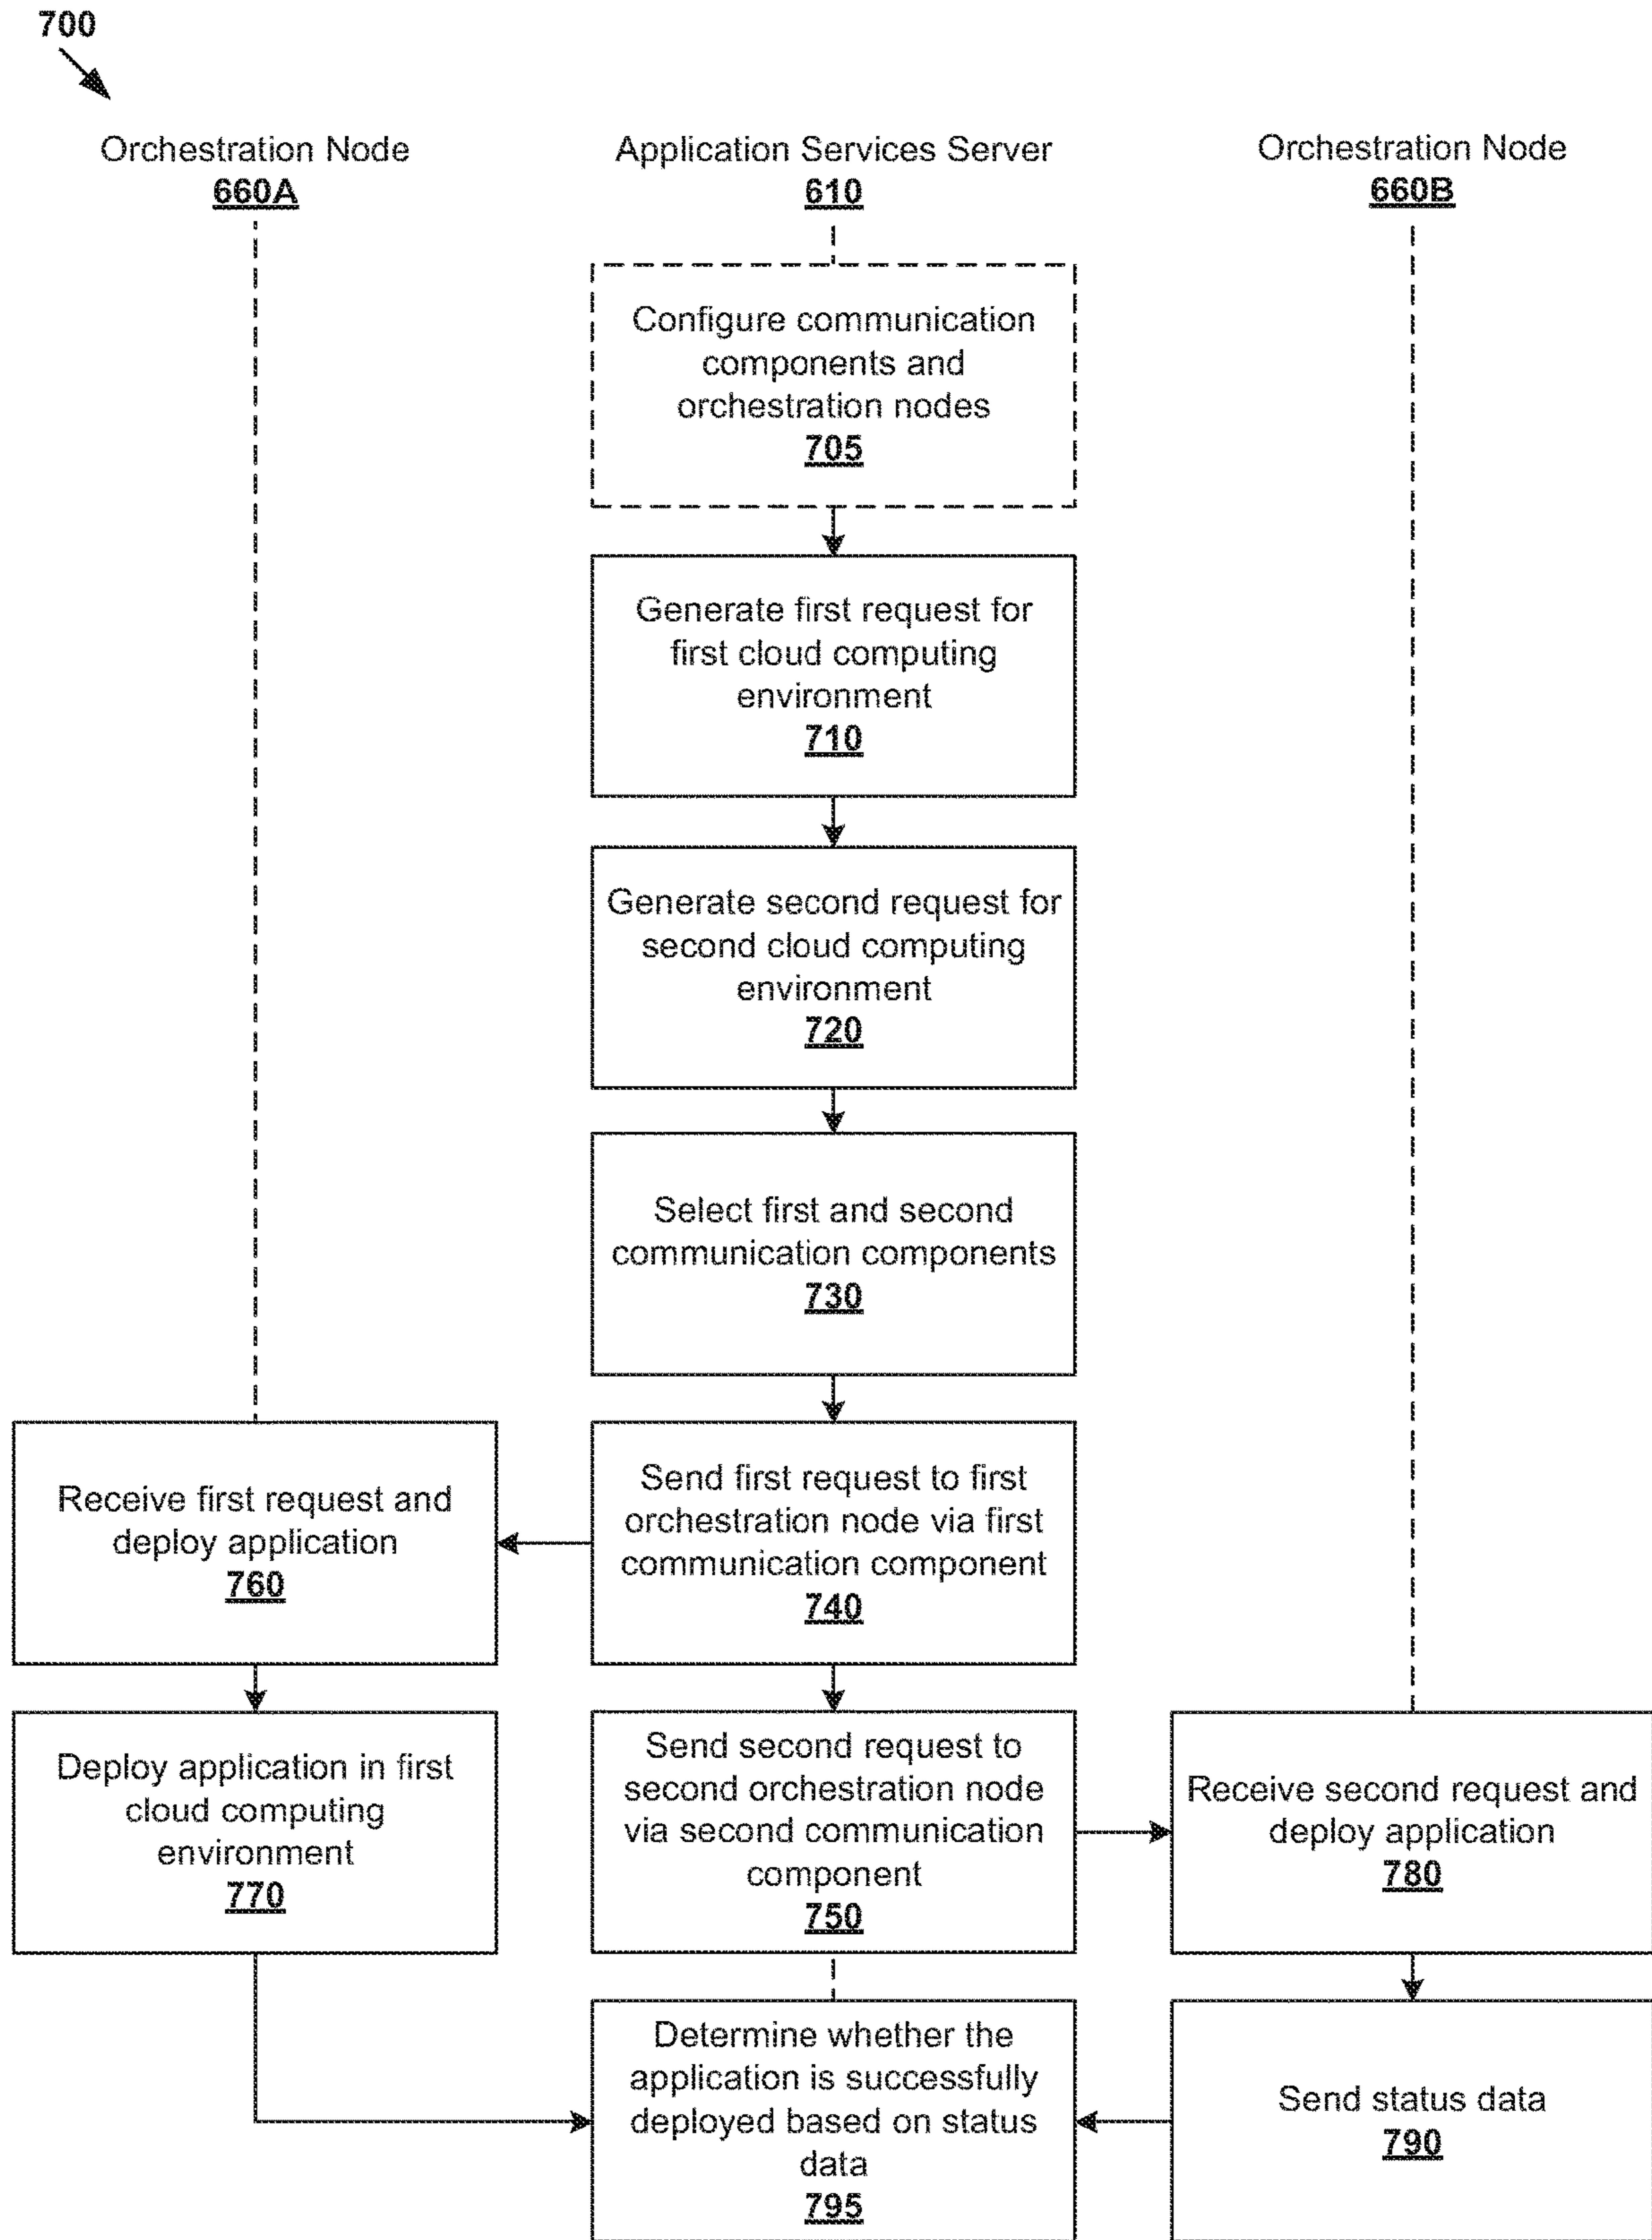 700
Orchestration Node
660A
Application Services Server
610
Orchestration Node
660B
Configure communication
components and
orchestration nodes
705
Generate first request for
first cloud computing
environment
710
Generate second request for
second cloud computing
environment
720
Select first and second
communication components
730
Receive first request and
deploy application
760
Send first request to first
orchestration node via first
communication component
740
Deploy application in first
cloud computing
environment
770
Send second request to
second orchestration node
via second communication
component
750
Receive second request and
deploy application
780
Determine whether the
application is successfully
deployed based on status
data
795
Send status data
790